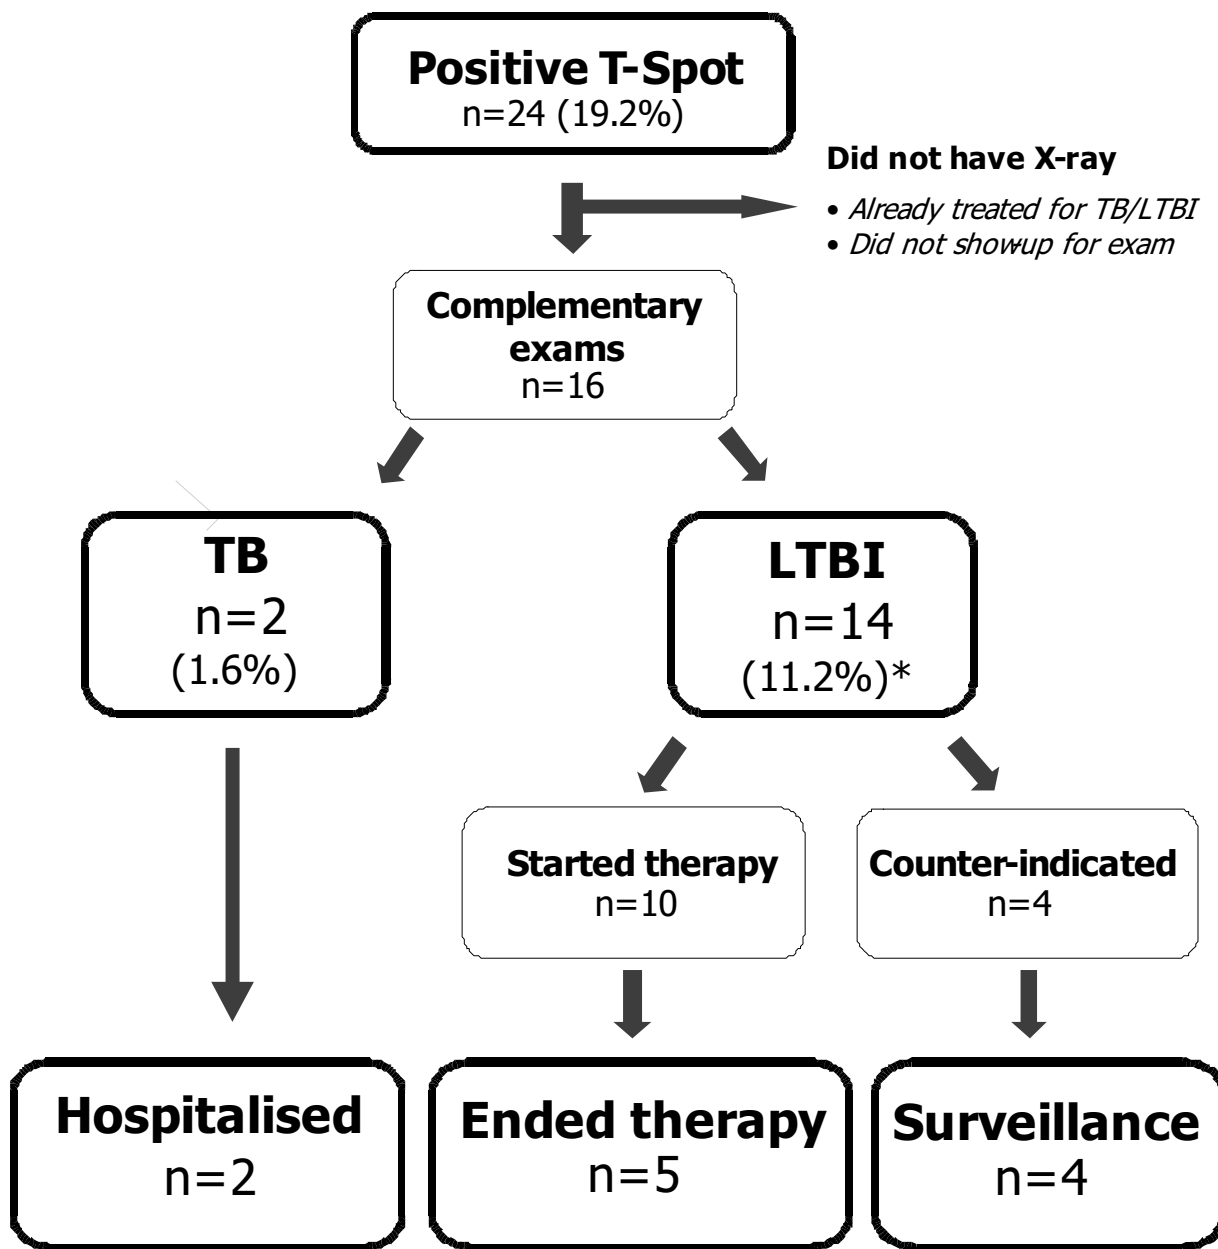 Positive T-Spot
n=24 (19.2%)
Did not have X-ray
• Already treated for TB/LTBI
• Did not show-up for exam
Complementary
exams
n=16
TB
n=2
(1.6%)
LTBI
n=14
(11.2%)*
Started therapy
n=10
Counter-indicated
n=4
Hospitalised
n=2
Ended therapy
n=5
Surveillance
n=4